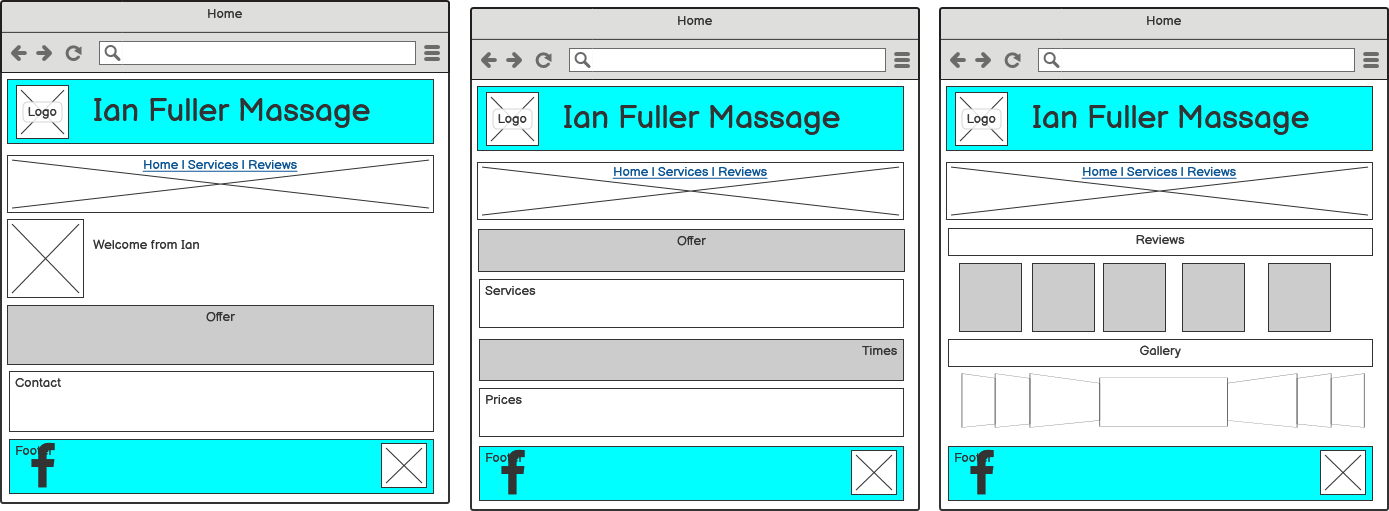 Home
Logo
Ian Fuller Massage
Home | Services | Reviews
Welcome from Ian
Offer
Contact
Footer
Home
Logo
Ian Fuller Massage
Home | Services | Reviews
Offer
Services
Times
Prices
Footer
Home
Logo
Ian Fuller Massage
Home | Services | Reviews
Reviews
Gallery
Footer